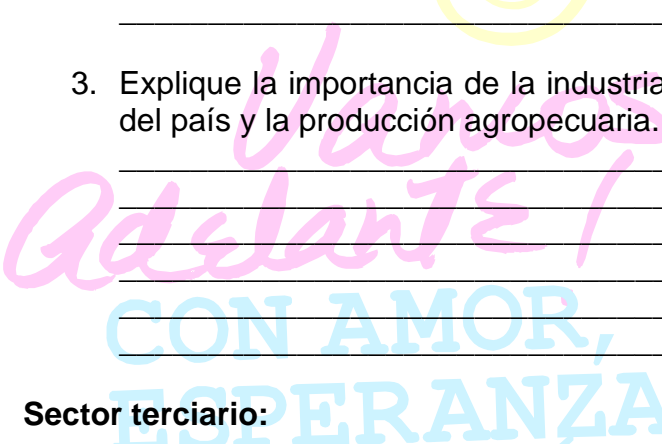 3. Explique la importancia de la industria
del país y la producción agropecuaria.
Vamos
adelante!
CON AMOR,
ESPERANZA
Sector terciario: